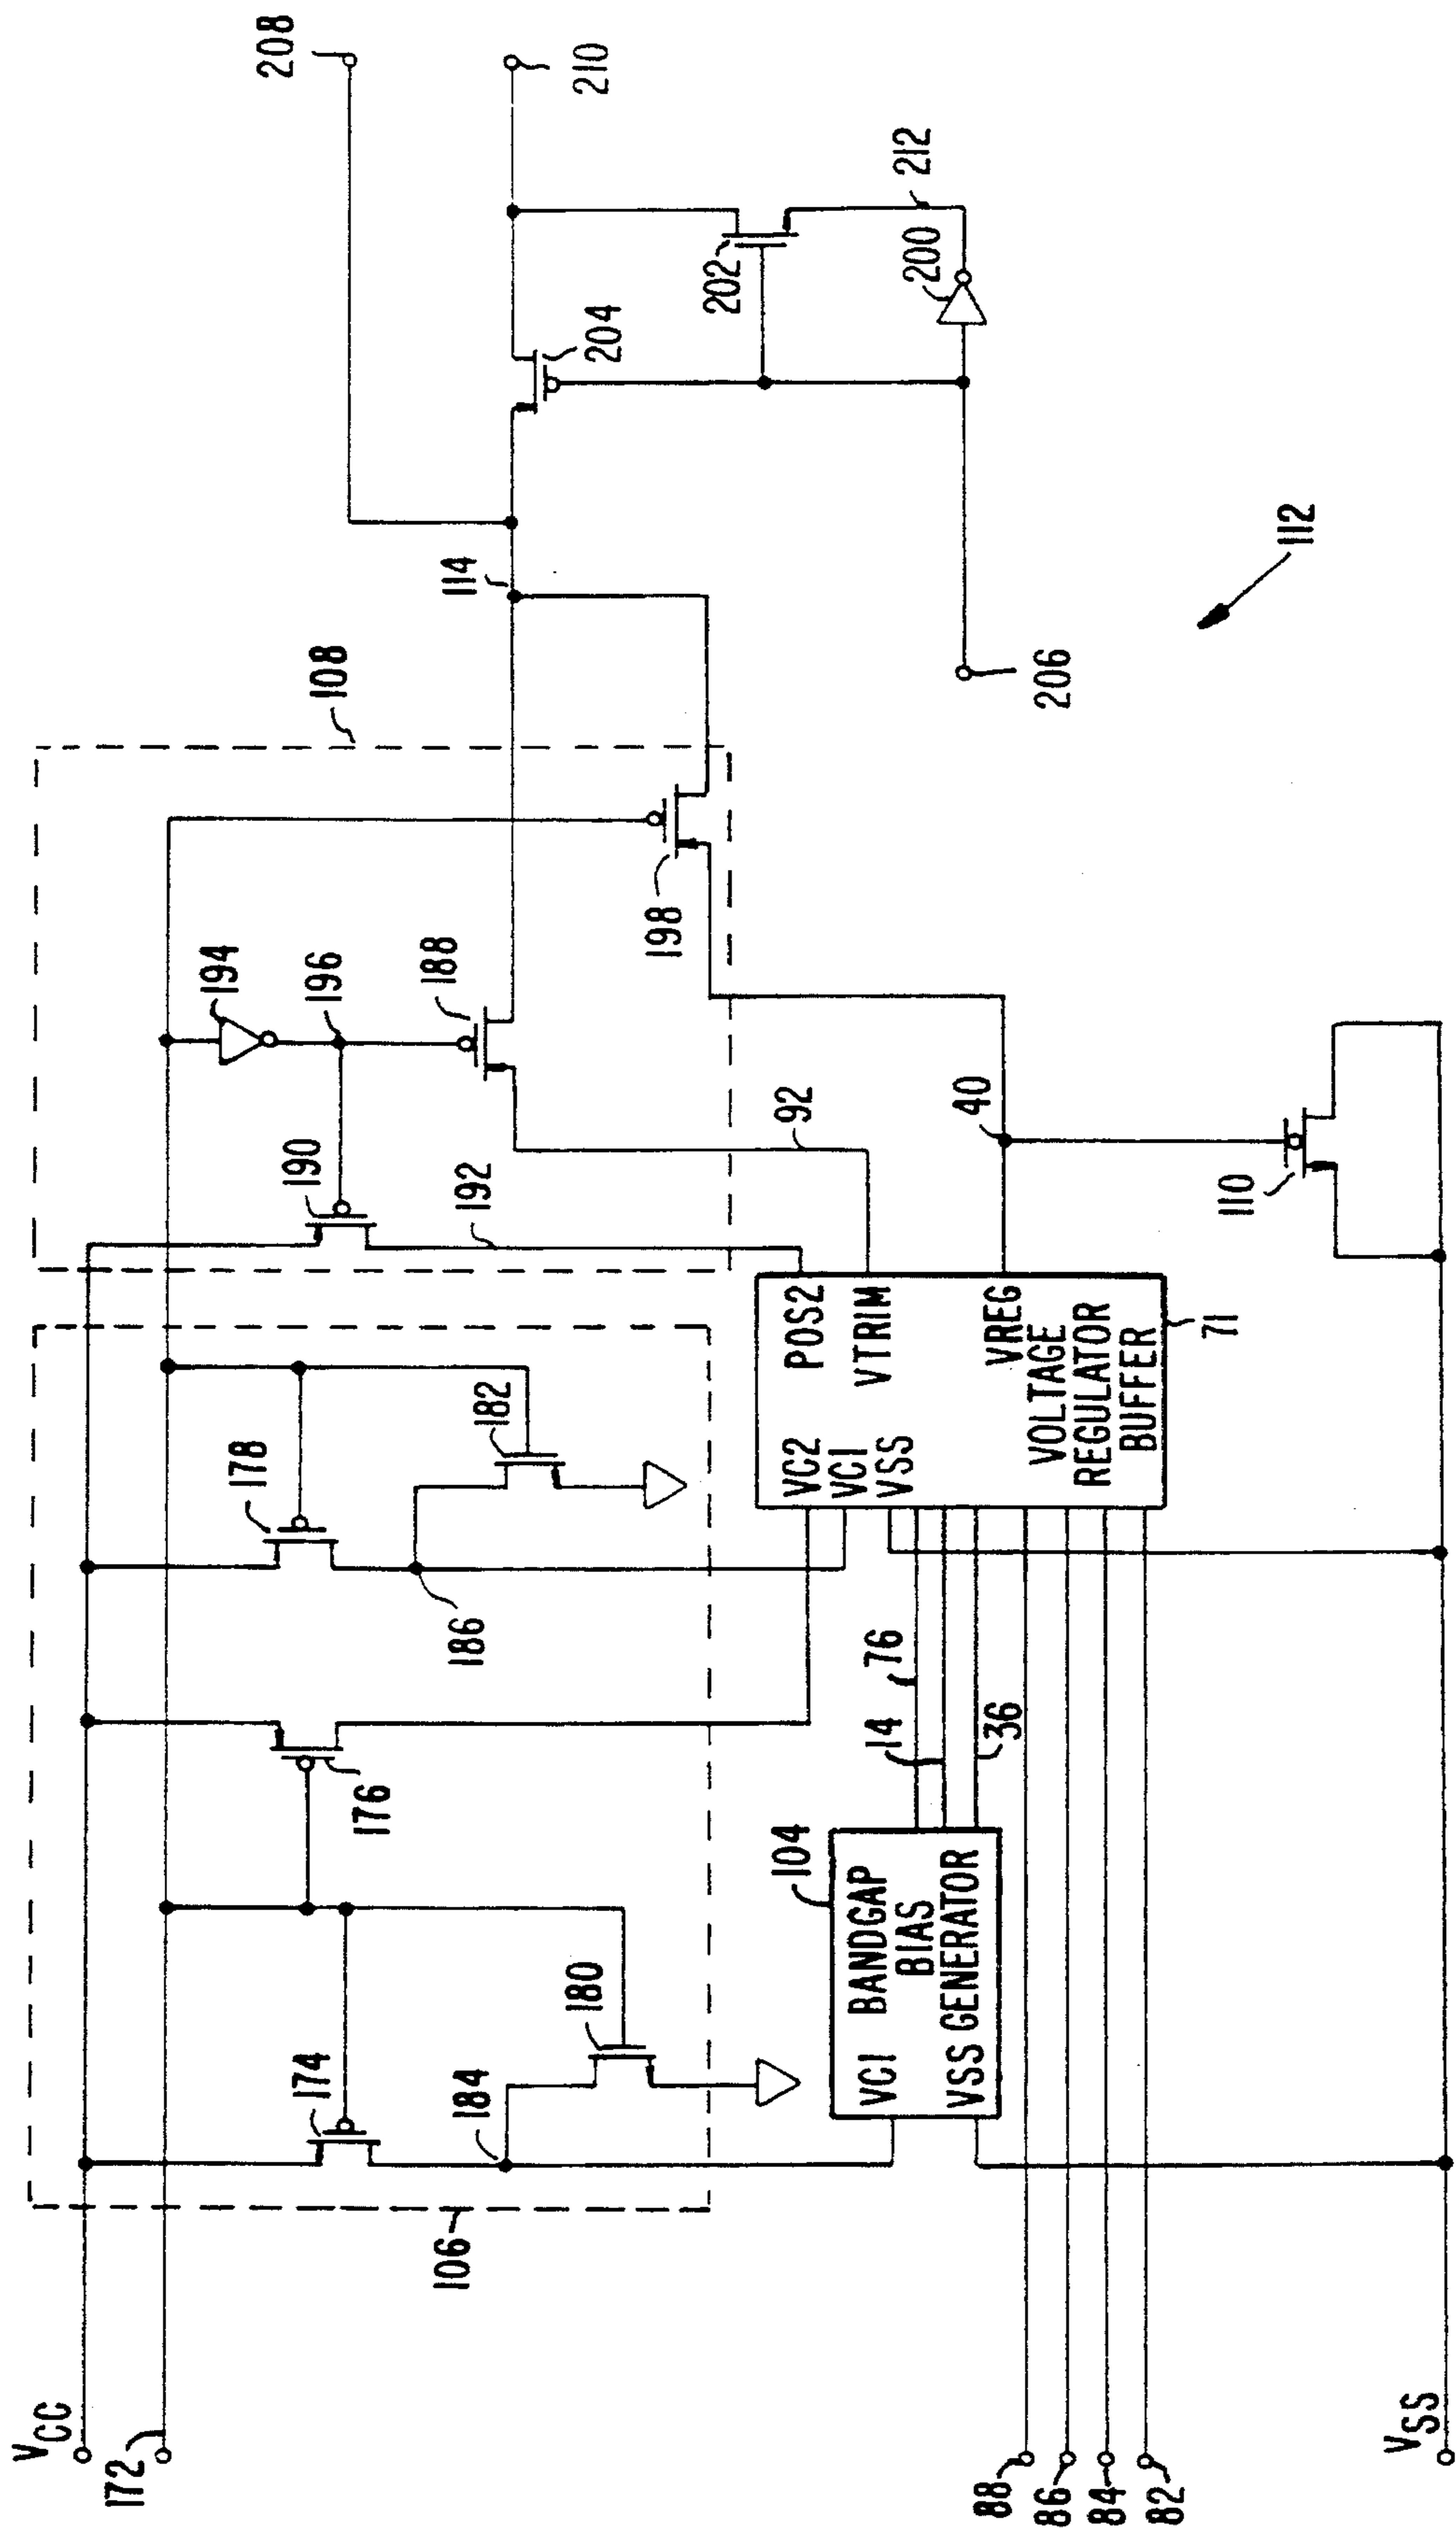 VCC
172
106
174
184
180
176
178
186
182
108
190
192
194
196
188
92
198
114
208
210
204
202
212
200
206
112
104
VC1 BANDGAP
BIAS
VSS GENERATOR
76
14
36
VC2
VC1
VSS
POS2
VTRIM
VREG
VOLTAGE
REGULATOR
BUFFER
71
40
110
88
86
84
82
VSS